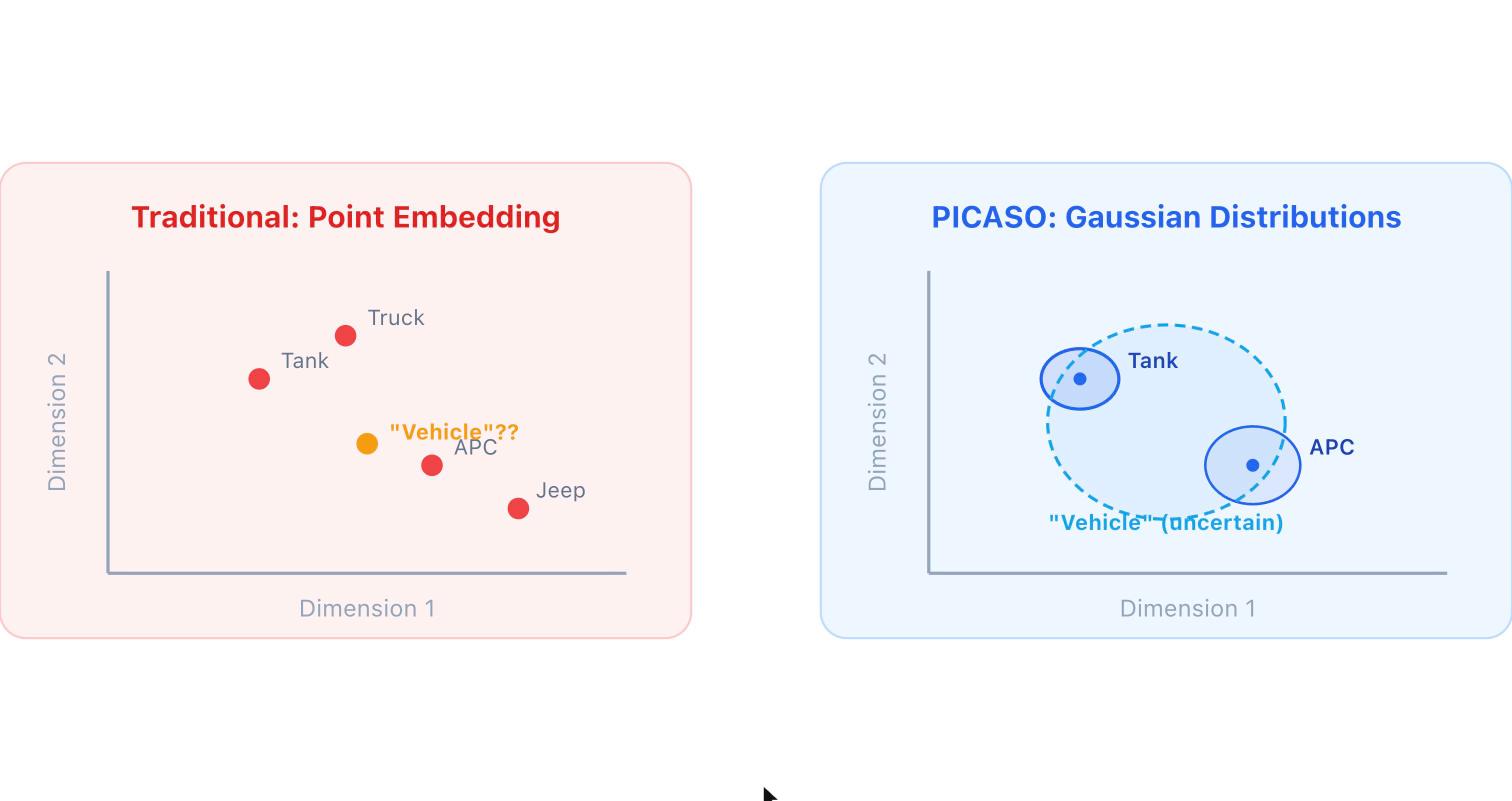 Traditional: Point Embedding
Truck
Tank
"Vehicle"??
APC
Jeep
Dimension 2
Dimension 1
PICASO: Gaussian Distributions
Tank
APC
"Vehicle" (uncertain)
Dimension 2
Dimension 1